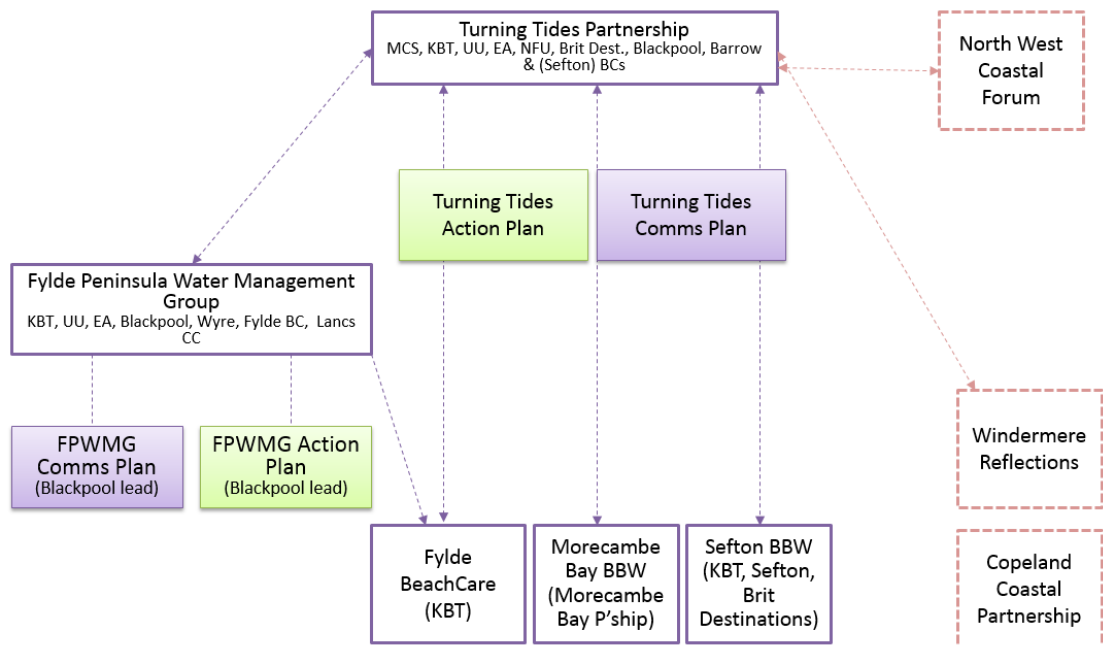 Turning Tides Partnership
MCS, KBT, UU, EA, NFU, Brit Dest., Blackpool, Barrow
& (Sefton) BCs
North West
Coastal
Forum
Turning Tides
Action Plan
Turning Tides
Comms Plan
Fylde Peninsula Water Management
Group
KBT, UU, EA, Blackpool, Wyre, Fylde BC, Lancs
CC
FPWMG
Comms Plan
(Blackpool lead)
FPWMG Action
Plan
(Blackpool lead)
Windermere
Reflections
Fylde
BeachCare
(KBT)
Morecambe
Bay BBW
(Morecambe
Bay P’ship)
Sefton BBW
(KBT, Sefton,
Brit
Destinations)
Copeland
Coastal
Partnership